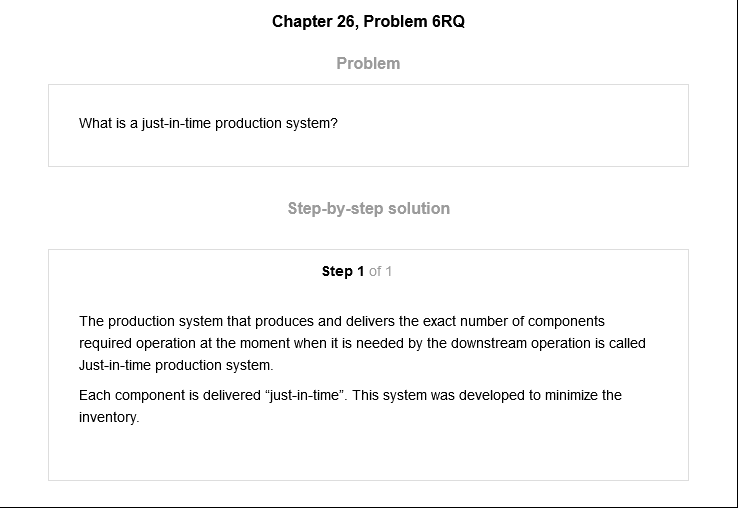 Chapter 26, Problem 6RQ
Problem
What is a just-in-time production system?
Step-by-step solution
Step 1 of 1
The production system that produces and delivers the exact number of components
required operation at the moment when it is needed by the downstream operation is called
Just-in-time production system.
Each component is delivered “just-in-time”. This system was developed to minimize the
inventory.